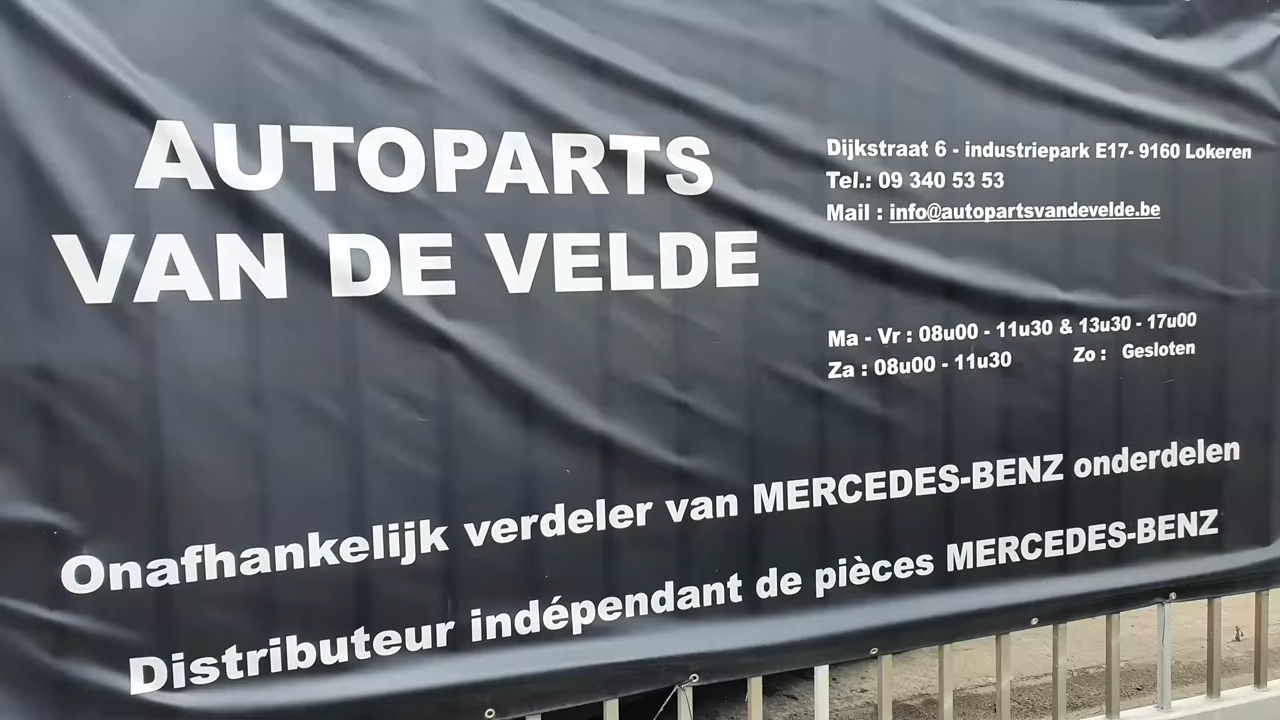 AUTOPARTS
VAN DE VELDE
Dijkstraat 6 - industriepark E17- 9160 Lokeren
Tel.: 09 340 53 53
Mail : info@autopartsvandevelde.be
Ma - Vr : 08u00 - 11u30 & 13u30 - 17u00
Za : 08u00 - 11u30 Zo : Gesloten
Onafhankelijk verdeler van MERCEDES-BENZ onderdelen
Distributeur indépendant de pièces MERCEDES-BENZ